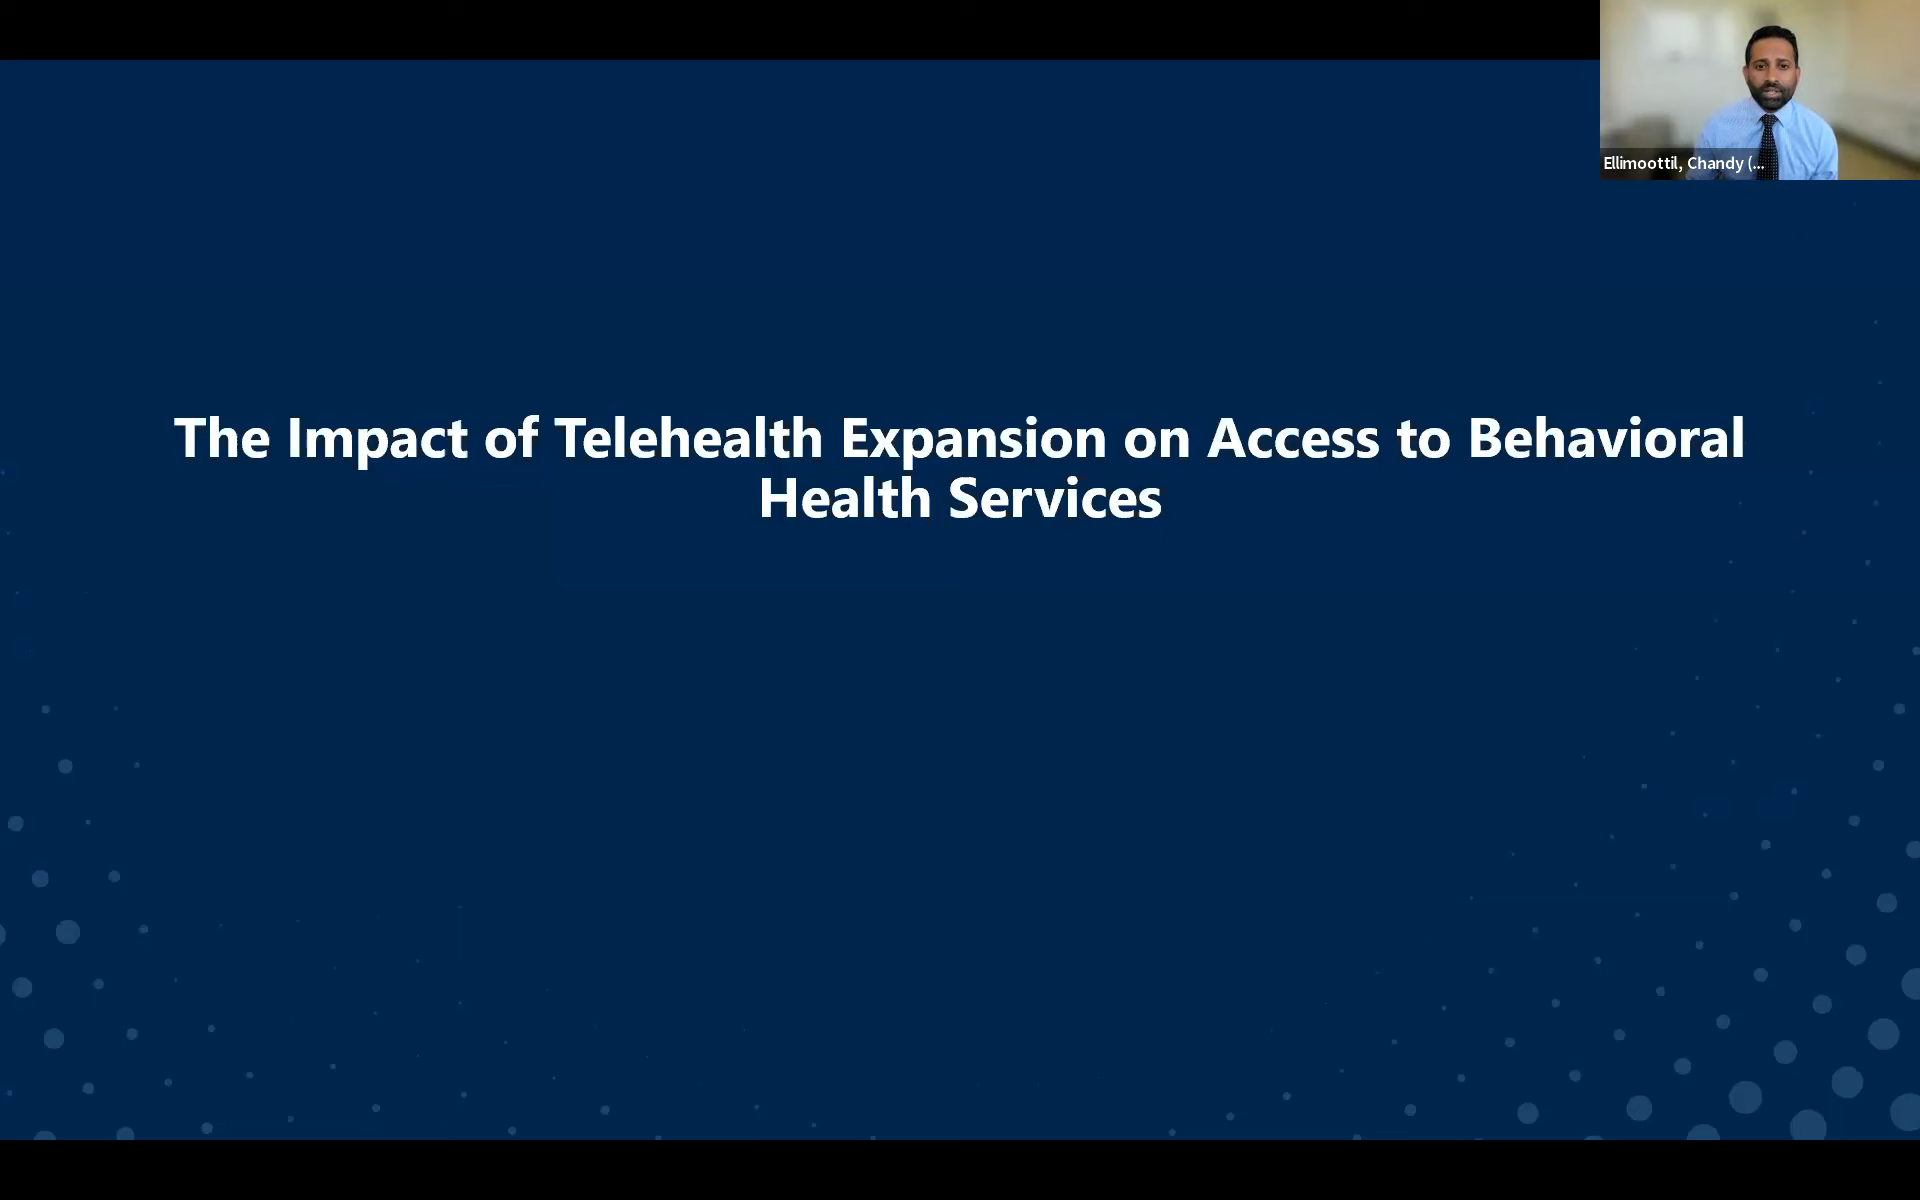 Ellimoottil, Chandy (...
The Impact of Telehealth Expansion on Access to Behavioral
Health Services